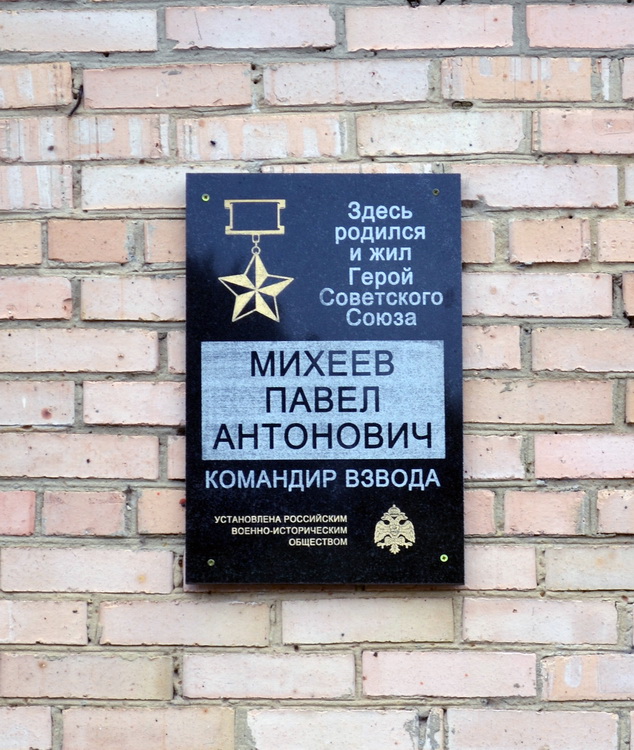 Здесь
родился
и жил
Герой
Советского
Союза
МИХЕЕВ
ПАВЕЛ
АНТОНОВИЧ
КОМАНДИР ВЗВОДА
УСТАНОВЛЕНА РОССИЙСКИМ
ВОЕННО-ИСТОРИЧЕСКИМ
ОБЩЕСТВОМ